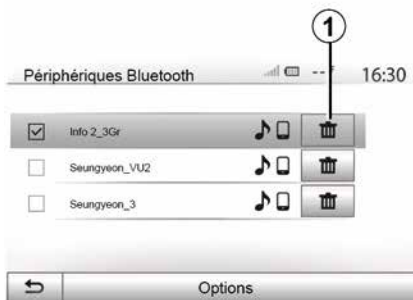 1
Périphériques Bluetooth
16:30
Info 2_3Gr
Seungyeon_VU2
Seungyeon_3
Options